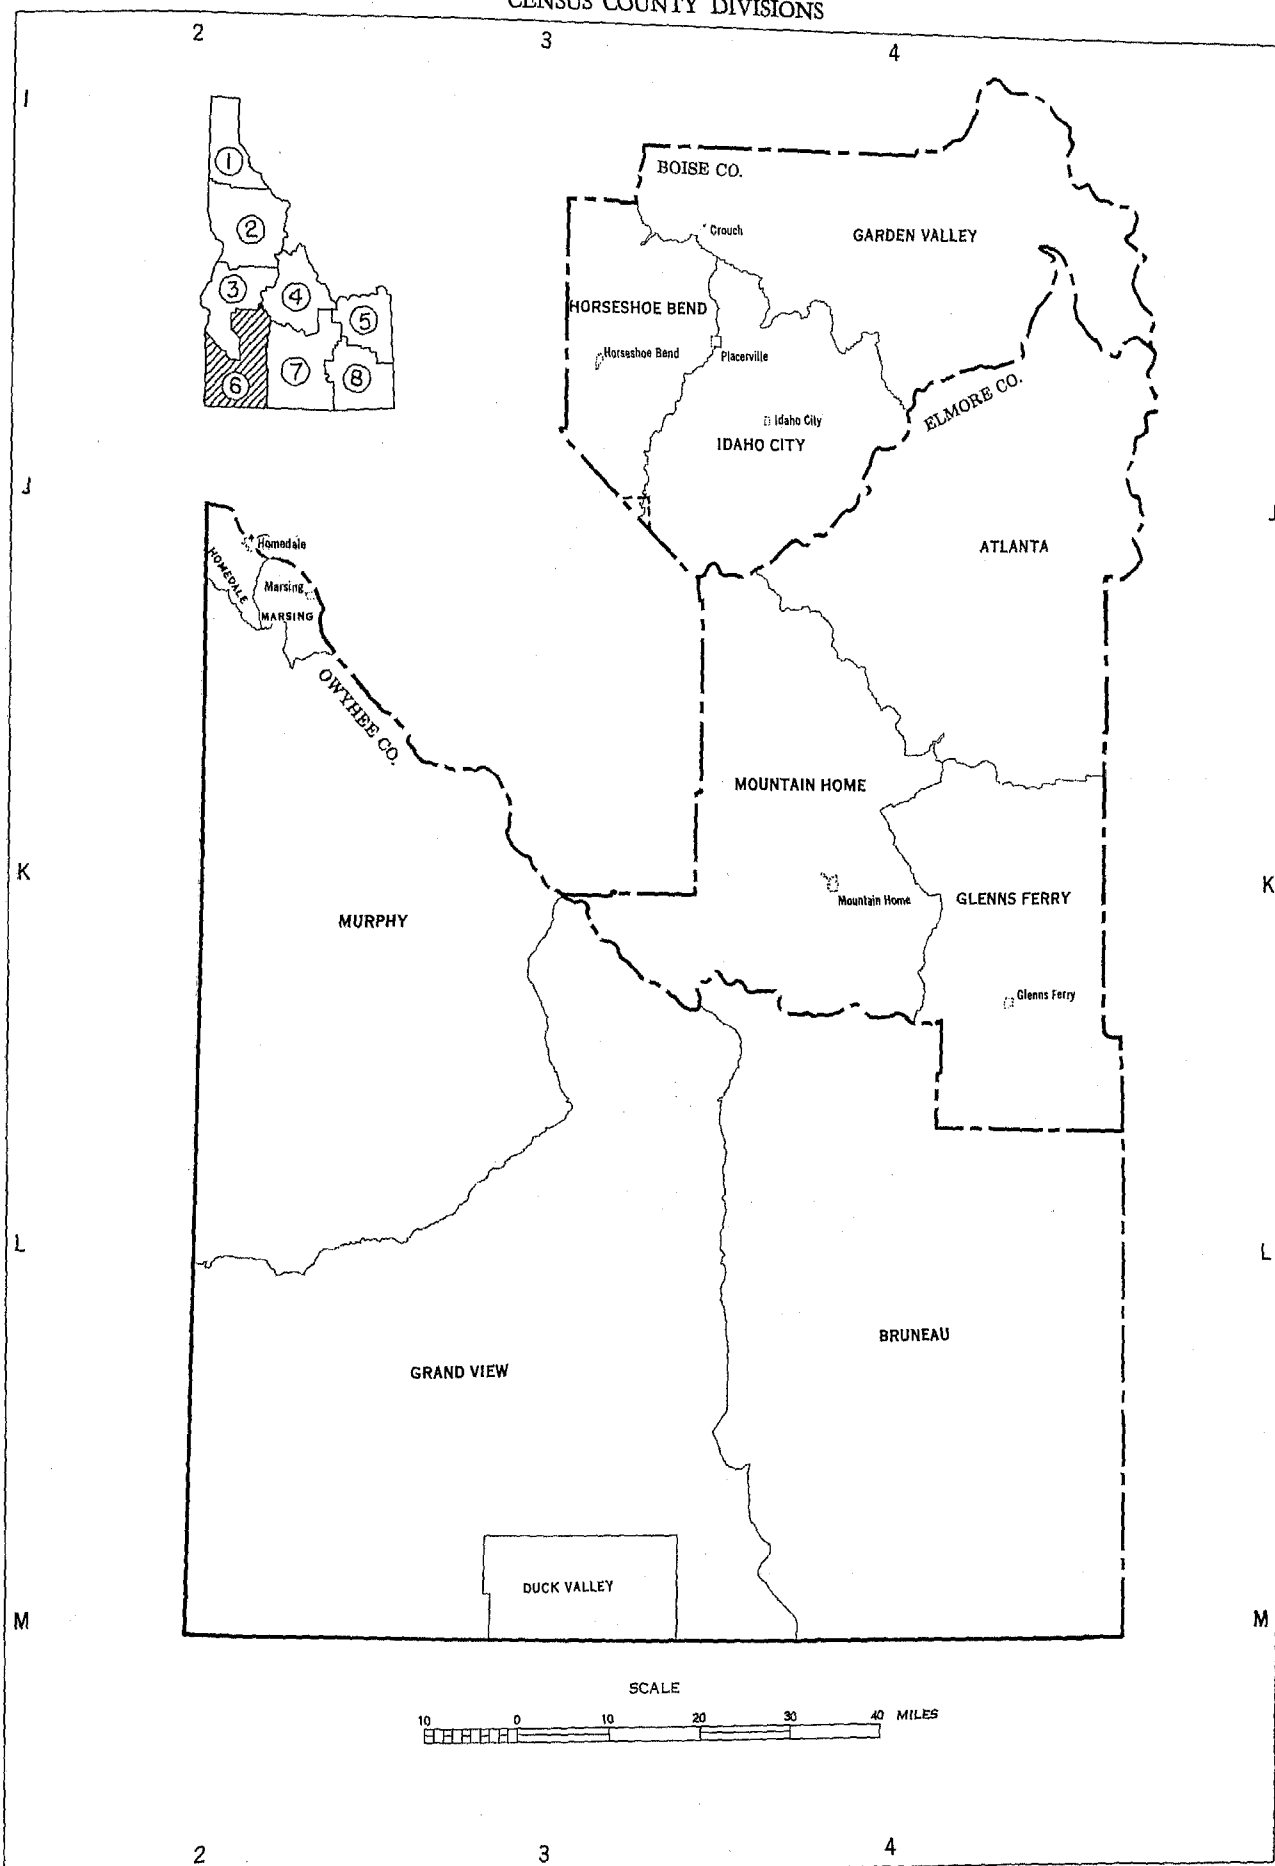 CENSUS COUNTY DIVISIONS
2 3 4
I
1
2
3
4
5
6
7
8
BOISE CO.
Crouch
GARDEN VALLEY
HORSESHOE BEND
Horseshoe Bend
Placerville
Idaho City
IDAHO CITY
ELMORE CO.
J J
ATLANTA
Homedale
HOMEDALE
Marsing
MARSING
OWYHEE CO.
MOUNTAIN HOME
K K
Mountain Home
GLENNS FERRY
MURPHY
Glenns Ferry
L L
BRUNEAU
GRAND VIEW
DUCK VALLEY
M M
SCALE
10 0 10 20 30 40 MILES
2 3 4